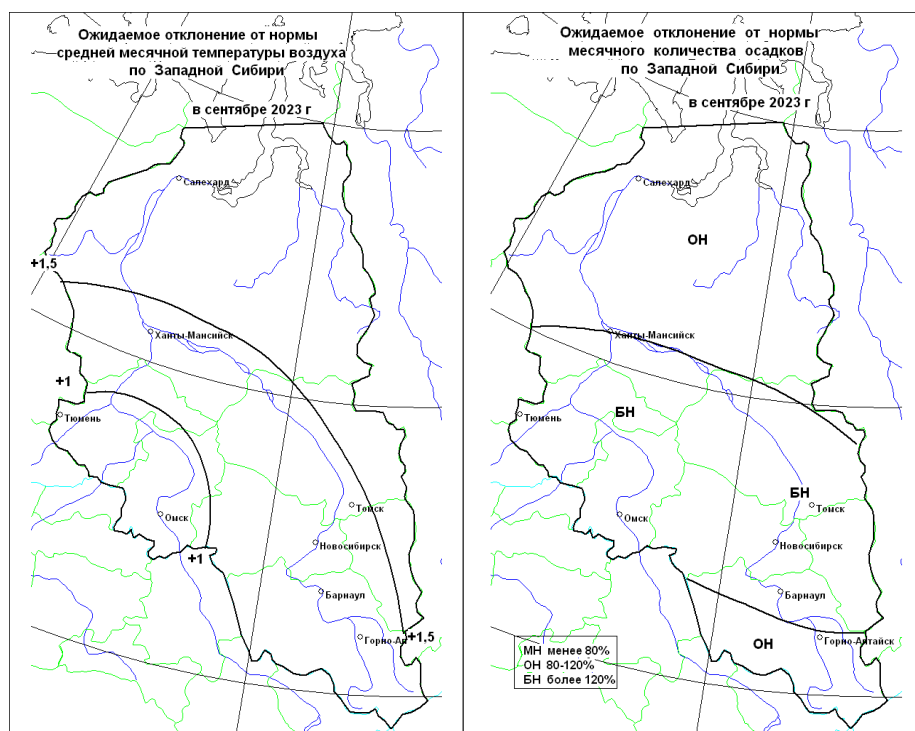 Ожидаемое отклонение от нормы
средней месячной температуры воздуха
по Западной Сибири
в сентябре 2023 г
Салехард
+1,5
Ханты-Мансийск
+1
Тюмень
Омск
Томск
+1
Новосибирск
Барнаул
Горно-Ал
+1,5
Ожидаемое отклонение от нормы
месячного количества осадков
по Западной Сибири
в сентябре 2023 г
Салехард
ОН
Ханты-Мансийск
БН
Тюмень
БН
Томск
Омск
Новосибирск
Барнаул
Горно-Алтайск
ОН
МН менее 80%
ОН 80-120%
БН более 120%